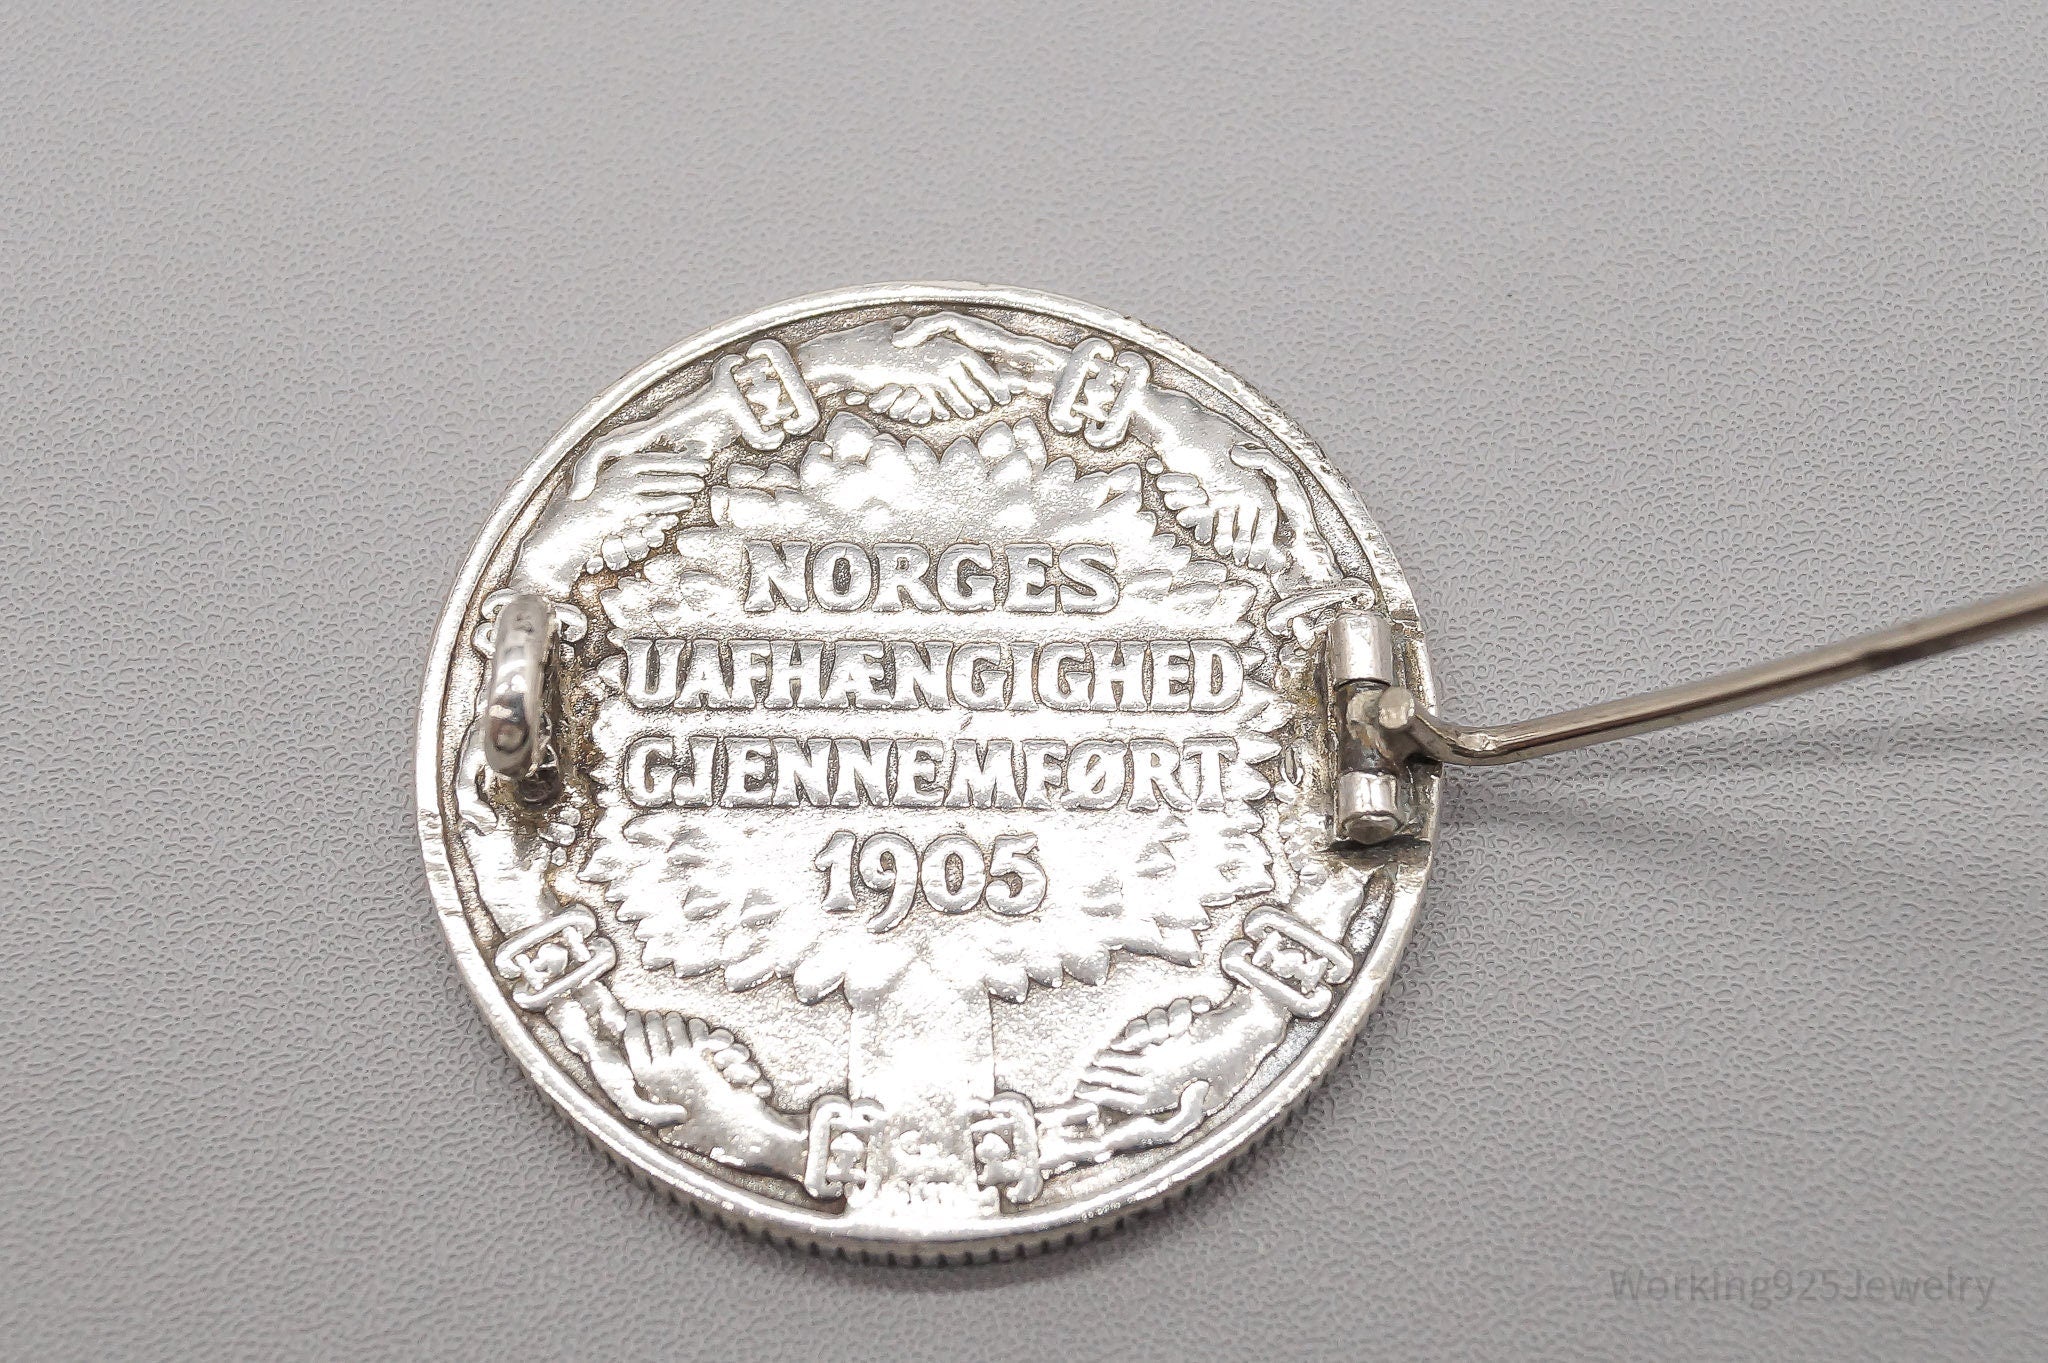 NORGES
UAFHÆNGIGHED
GJENNEMFØRT
1905
Working925Jewelry